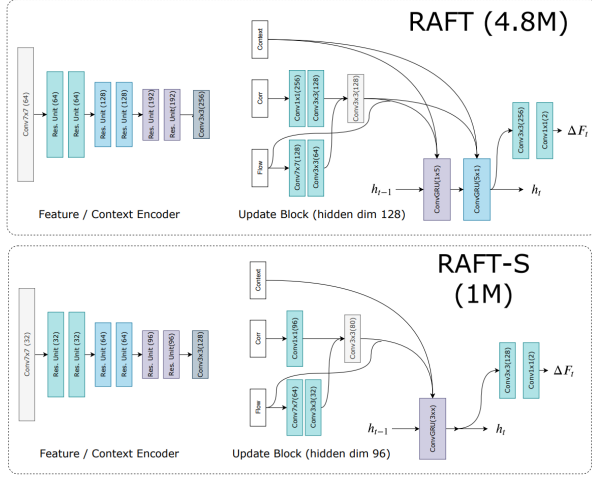 RAFT (4.8M)
Conv7x7 (64)
Res. Unit (64)
Res. Unit (64)
Res. Unit (128)
Res. Unit (128)
Res. Unit (192)
Res. Unit(192)
Conv3x3(256)
Feature / Context Encoder
Context
Corr
Flow
Conv1x1(256)
Conv3x3(128)
Conv3x3(128)
Conv7x7(128)
Conv3x3(64)
h_{t−1}
ConvGRU(1x5)
ConvGRU(5x1)
h_t
Conv3x3(256)
Conv1x1(2)
ΔF_t
Update Block (hidden dim 128)
RAFT-S
(1M)
Conv7x7 (32)
Res. Unit (32)
Res. Unit (32)
Res. Unit (64)
Res. Unit (64)
Res. Unit (96)
Res. Unit(96)
Conv3x3(128)
Feature / Context Encoder
Context
Corr
Flow
Conv1x1(96)
Conv3x3(80)
Conv7x7(64)
Conv3x3(32)
h_{t−1}
ConvGRU(3xx)
h_t
Conv3x3(128)
Conv1x1(2)
ΔF_t
Update Block (hidden dim 96)